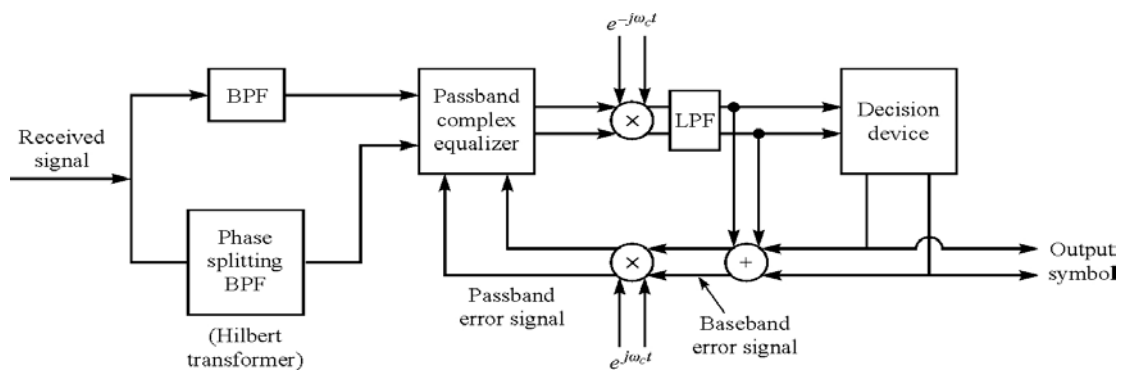 e^{-jω_c t}
BPF
Passband
complex
equalizer
×
LPF
Decision
device
Received
signal
Phase
splitting
BPF
×
+
Output
symbol
Passband
error signal
Baseband
error signal
(Hilbert
transformer)
e^{jω_c t}